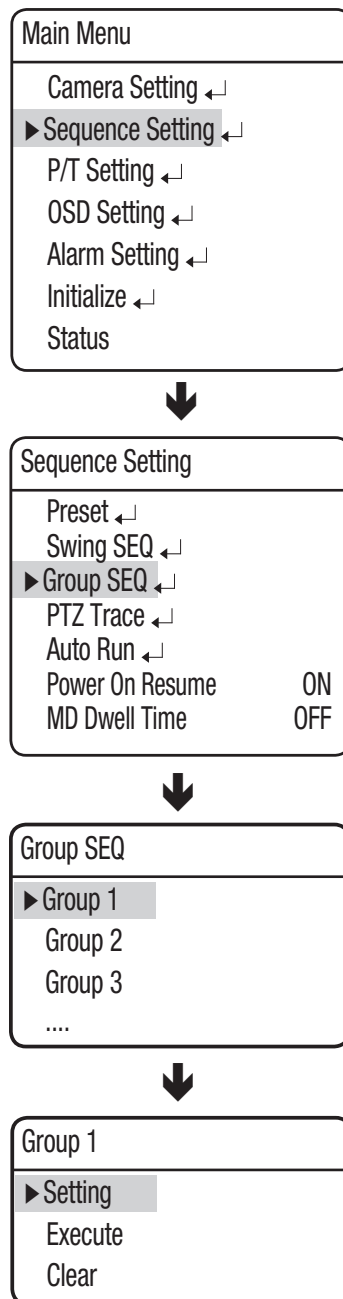 Main Menu
Camera Setting ↵
▶Sequence Setting ↵
P/T Setting ↵
OSD Setting ↵
Alarm Setting ↵
Initialize ↵
Status
Sequence Setting
Preset ↵
Swing SEQ ↵
▶Group SEQ ↵
PTZ Trace ↵
Auto Run ↵
Power On Resume ON
MD Dwell Time OFF
Group SEQ
▶Group 1
Group 2
Group 3
....
Group 1
▶Setting
Execute
Clear